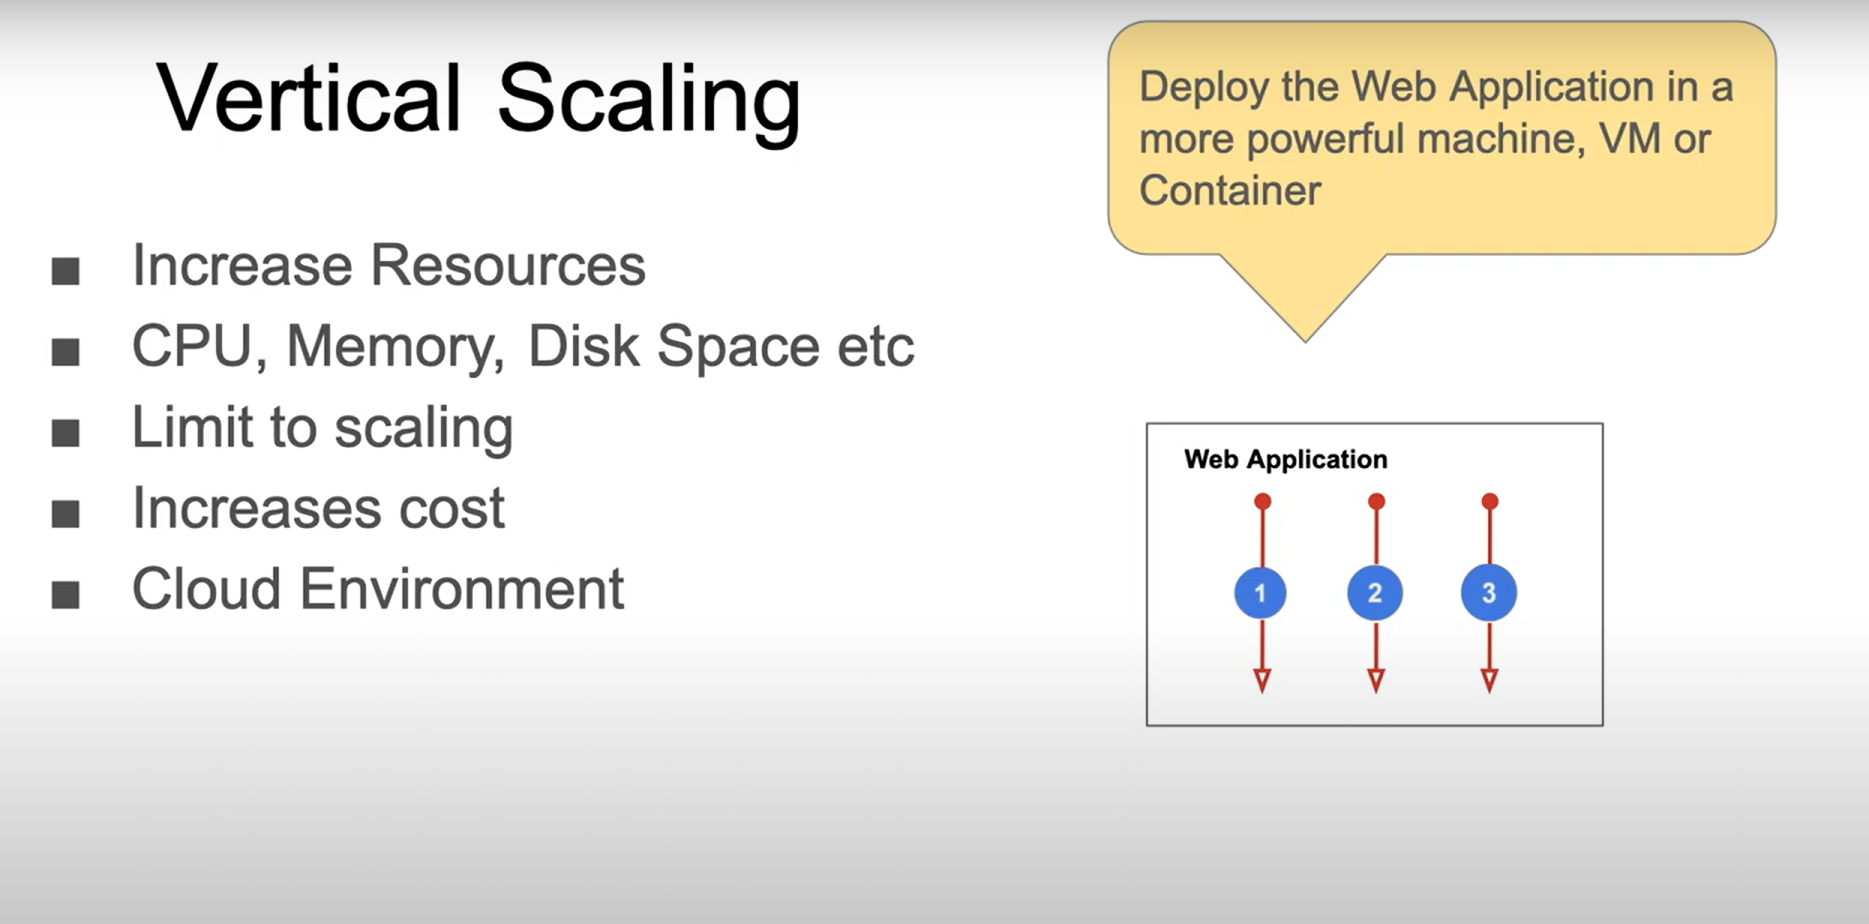 Vertical Scaling
Increase Resources
CPU, Memory, Disk Space etc
Limit to scaling
Increases cost
Cloud Environment
Deploy the Web Application in a
more powerful machine, VM or
Container
Web Application
1 2 3